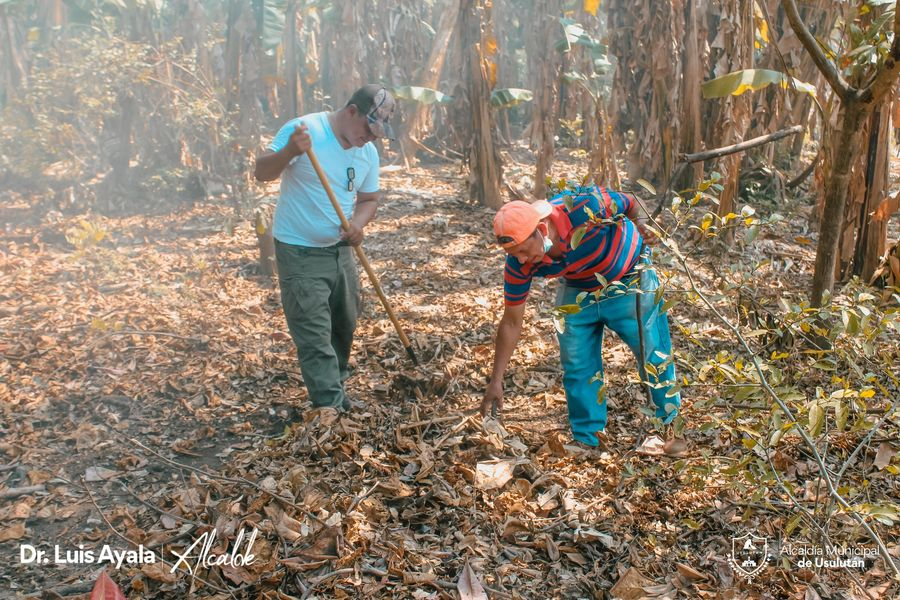 Dr. Luis Ayala | Alcalde
Alcaldía Municipal
de Usulután